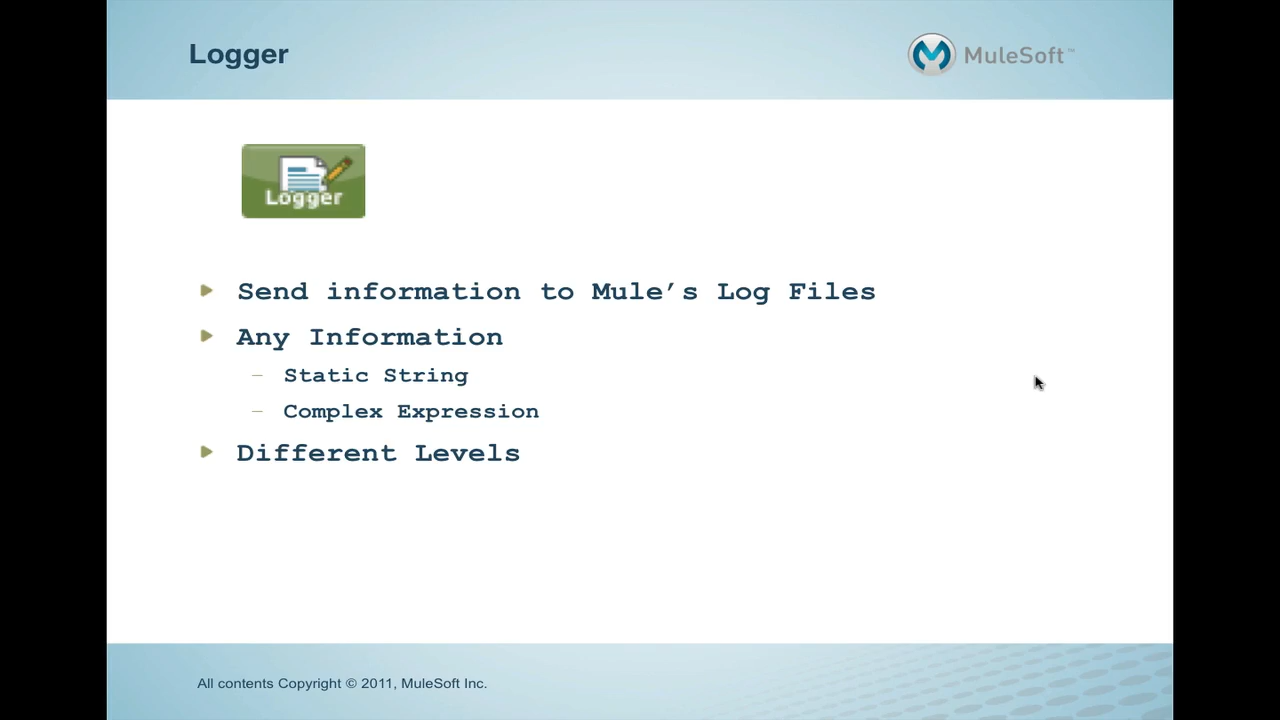 Logger
MuleSoft™
Logger
Send information to Mule’s Log Files
Any Information
– Static String
– Complex Expression
Different Levels
All contents Copyright © 2011, MuleSoft Inc.